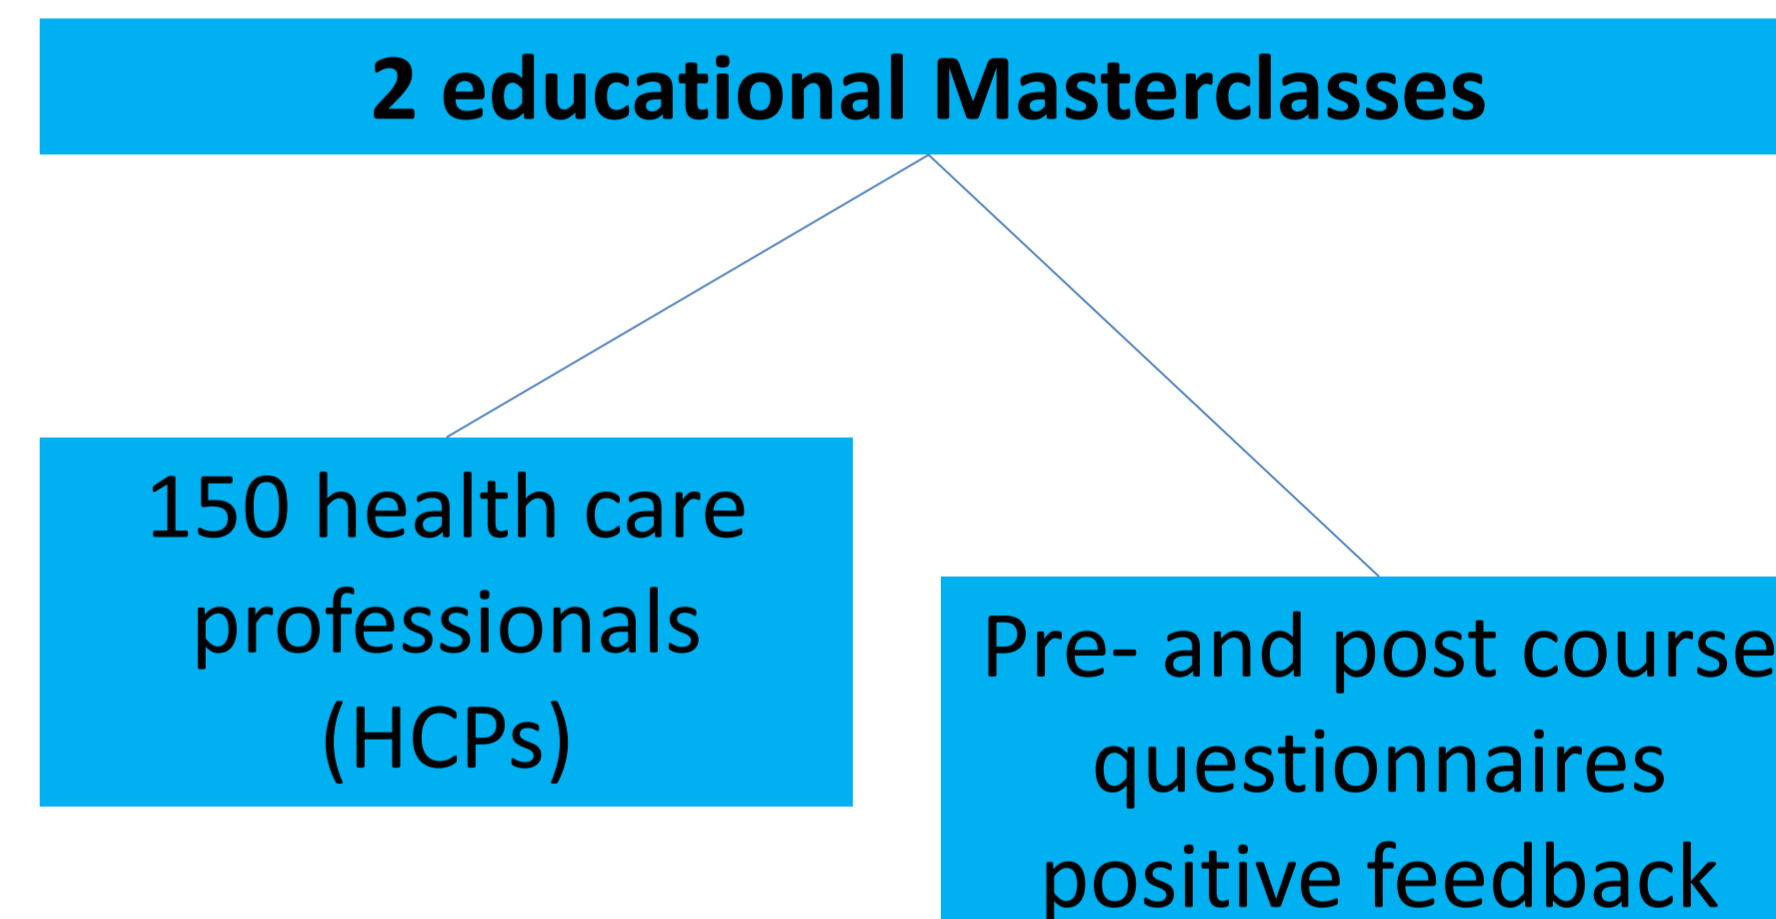 2 educational Masterclasses
150 health care
professionals
(HCPs)
Pre- and post course
questionnaires
positive feedback